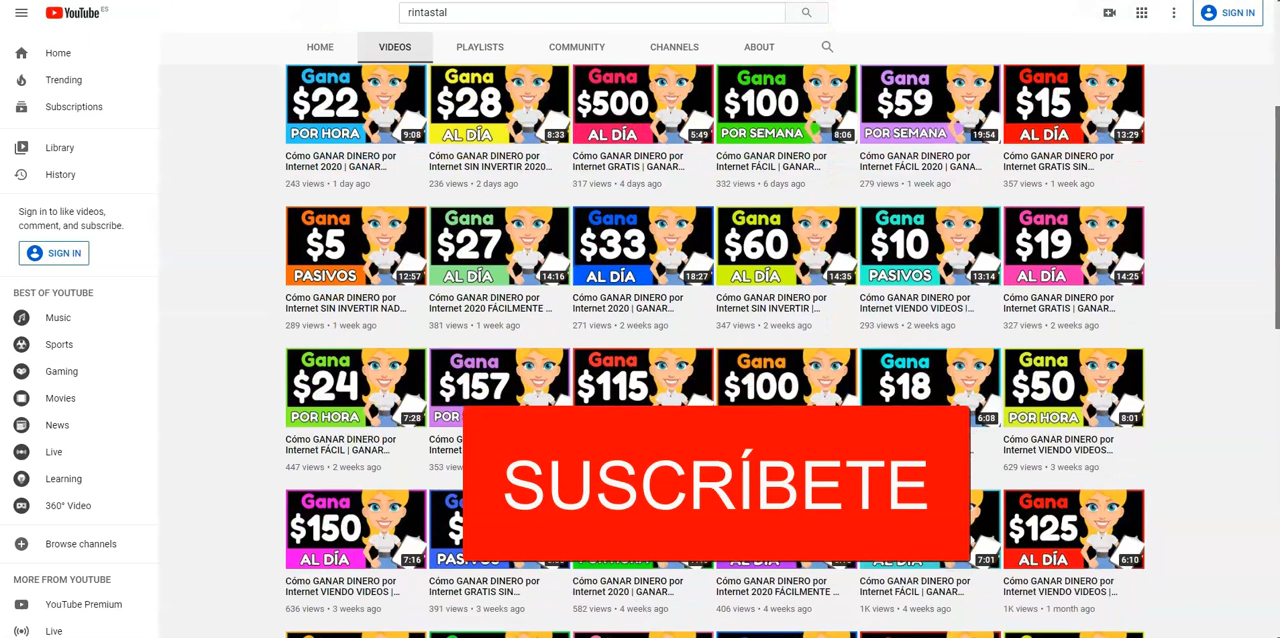 YouTube ES
rintastal
SIGN IN
HOME
VIDEOS
PLAYLISTS
COMMUNITY
CHANNELS
ABOUT
Home
Trending
Subscriptions
Library
History
Sign in to like videos,
comment, and subscribe.
SIGN IN
BEST OF YOUTUBE
Music
Sports
Gaming
Movies
News
Live
Learning
360° Video
Browse channels
MORE FROM YOUTUBE
YouTube Premium
Live
Gana
$22
POR HORA
9:08
Cómo GANAR DINERO por
Internet 2020 | GANAR...
243 views • 1 day ago
Gana
$28
AL DÍA
8:33
Cómo GANAR DINERO por
Internet SIN INVERTIR 2020...
236 views • 2 days ago
Gana
$500
AL DÍA
5:49
Cómo GANAR DINERO por
Internet GRATIS | GANAR...
317 views • 4 days ago
Gana
$100
POR SEMANA
8:06
Cómo GANAR DINERO por
Internet FÁCIL | GANAR...
332 views • 6 days ago
Gana
$59
POR SEMANA
19:54
Cómo GANAR DINERO por
Internet FÁCIL 2020 | GANA...
279 views • 1 week ago
Gana
$15
AL DÍA
13:29
Cómo GANAR DINERO por
Internet GRATIS SIN...
357 views • 1 week ago
Gana
$5
PASIVOS
12:57
Cómo GANAR DINERO por
Internet SIN INVERTIR NAD...
289 views • 1 week ago
Gana
$27
AL DÍA
14:16
Cómo GANAR DINERO por
Internet 2020 FÁCILMENTE ...
381 views • 1 week ago
Gana
$33
AL DÍA
18:27
Cómo GANAR DINERO por
Internet 2020 | GANAR...
271 views • 2 weeks ago
Gana
$60
AL DÍA
14:35
Cómo GANAR DINERO por
Internet SIN INVERTIR |...
347 views • 2 weeks ago
Gana
$10
PASIVOS
13:14
Cómo GANAR DINERO por
Internet VIENDO VIDEOS |...
293 views • 2 weeks ago
Gana
$19
AL DÍA
14:25
Cómo GANAR DINERO por
Internet GRATIS | GANAR...
327 views • 2 weeks ago
Gana
$24
POR HORA
7:28
Cómo GANAR DINERO por
Internet FÁCIL | GANAR...
447 views • 2 weeks ago
Gana
$157
Gana
$115
Gana
$100
Gana
$18
6:08
Gana
$50
POR HORA
8:01
Cómo GANAR DINERO por
Internet VIENDO VIDEOS...
629 views • 3 weeks ago
SUSCRÍBETE
Gana
$150
AL DÍA
7:16
Cómo GANAR DINERO por
Internet VIENDO VIDEOS |...
636 views • 3 weeks ago
Cómo GANAR DINERO por
Internet GRATIS SIN...
391 views • 3 weeks ago
Cómo GANAR DINERO por
Internet 2020 | GANAR...
582 views • 4 weeks ago
Cómo GANAR DINERO por
Internet 2020 FÁCILMENTE ...
406 views • 4 weeks ago
7:01
Cómo GANAR DINERO por
Internet FÁCIL | GANAR...
1K views • 4 weeks ago
Gana
$125
AL DÍA
6:10
Cómo GANAR DINERO por
Internet VIENDO VIDEOS...
1K views • 1 month ago